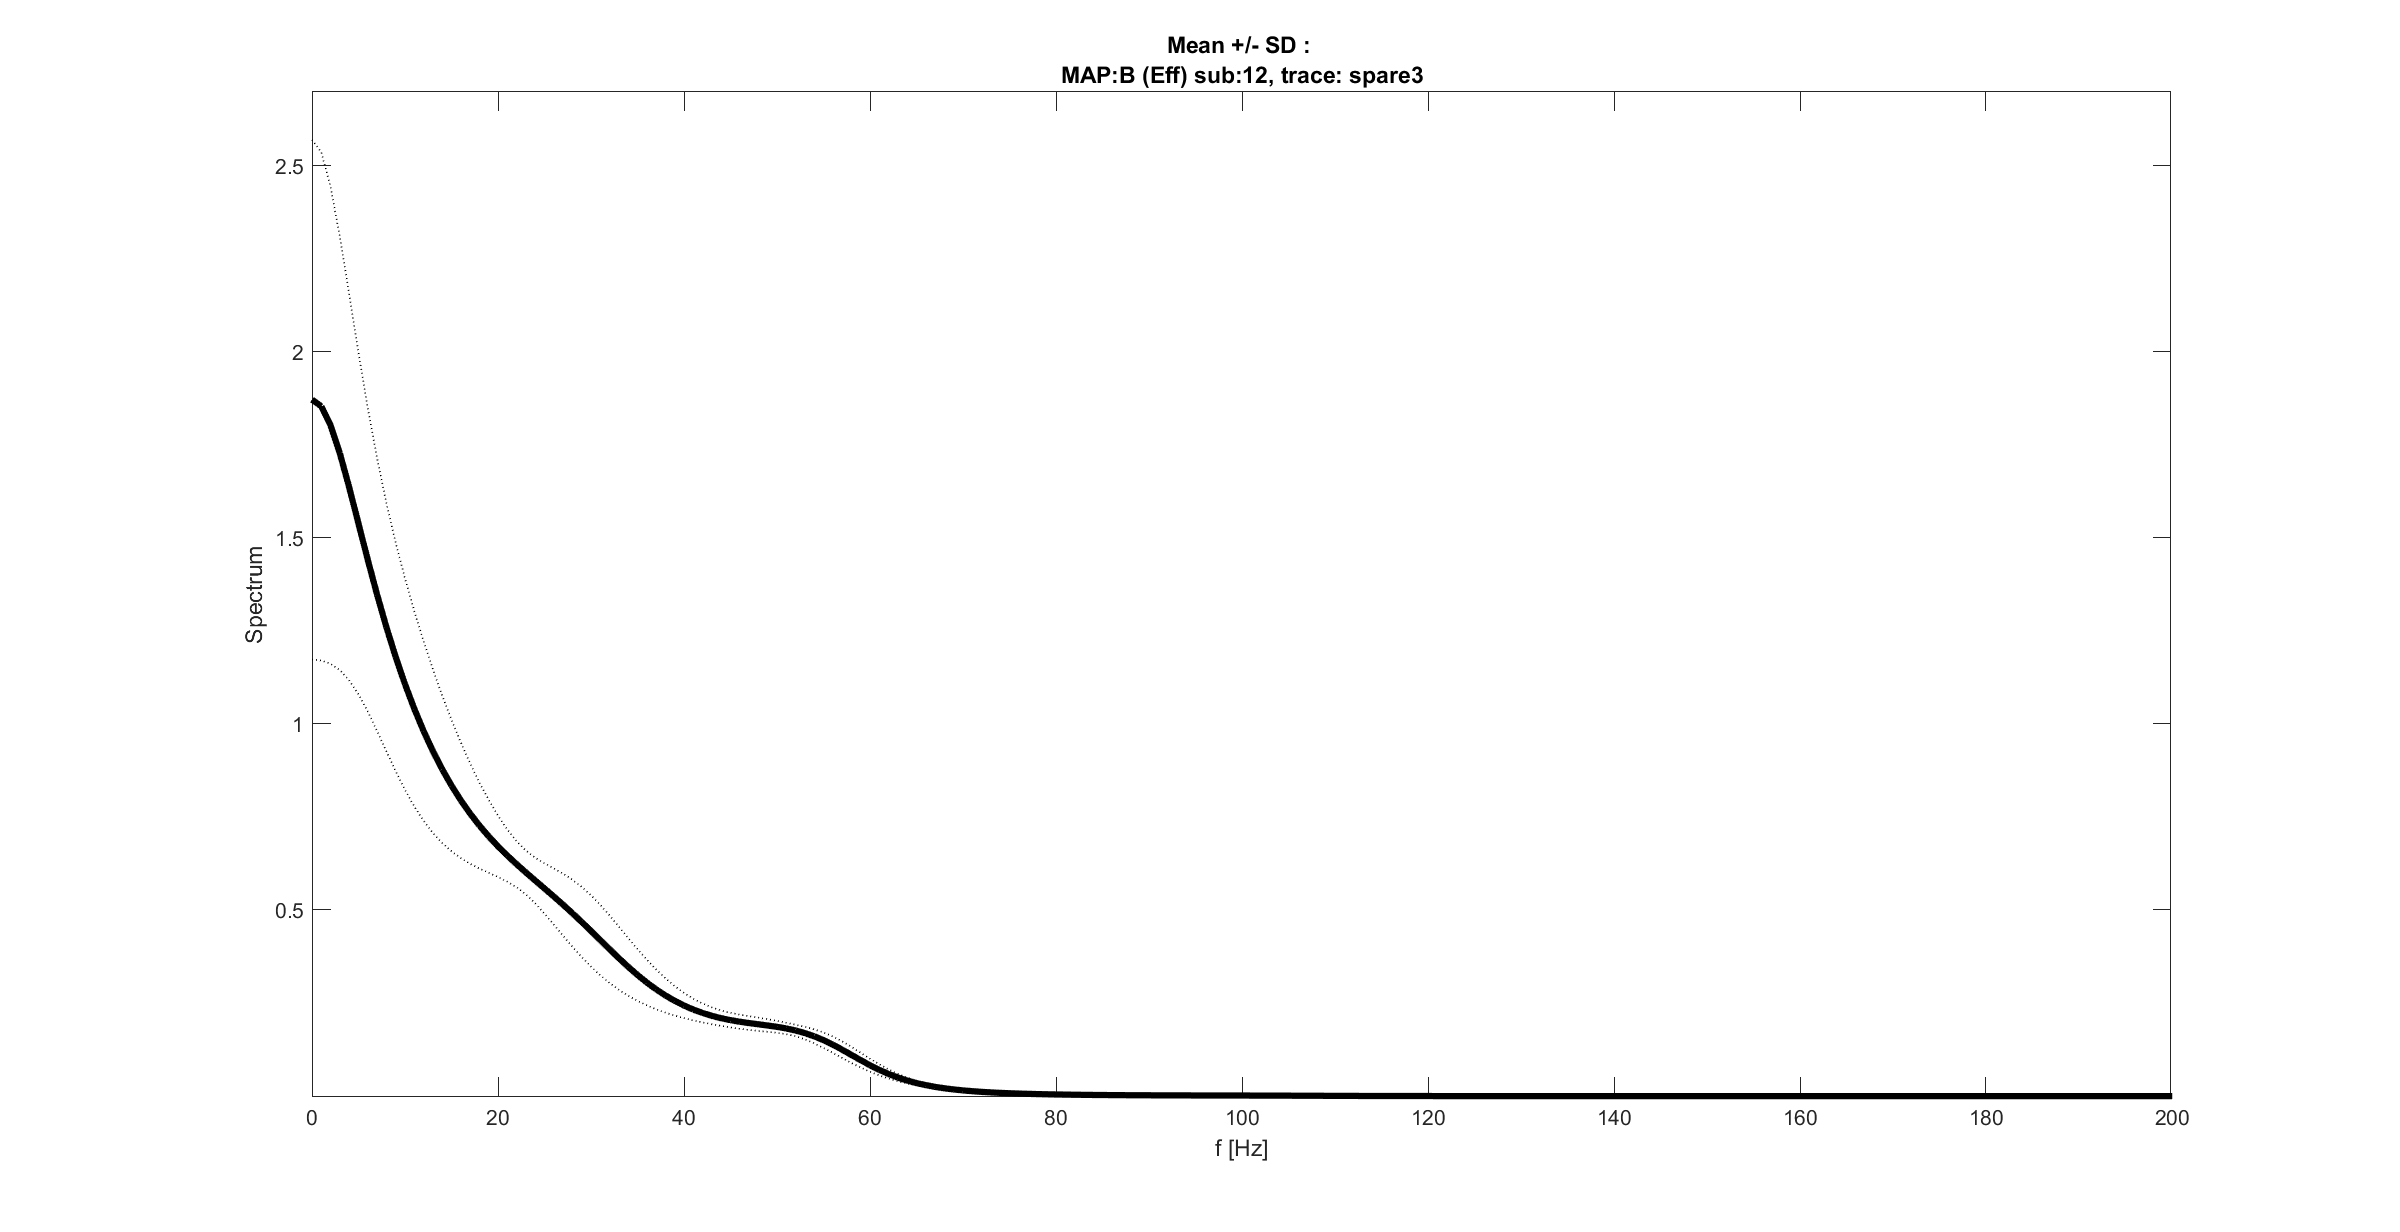 Mean +/- SD :
MAP:B (Eff) sub:12, trace: spare3
2.5
2
1.5
1
0.5
Spectrum
0 20 40 60 80 100 120 140 160 180 200
f [Hz]